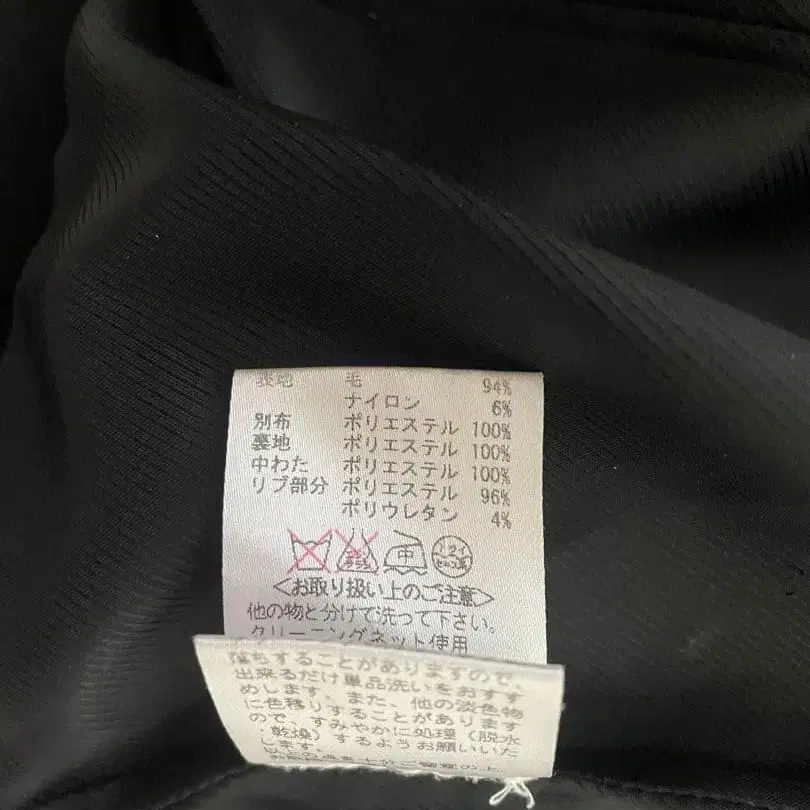 表地 毛 94%
ナイロン 6%
別布 ポリエステル 100%
裏地 ポリエステル 100%
中わた ポリエステル 100%
リブ部分 ポリエステル 96%
ポリウレタン 4%
中
<お取り扱い上のご注意>
他の物と分けて洗って下さい。
クリーニングネット使用
落ちすることがありますので、
出来るだけ単品洗いをおすす
めします。また、他の淡色物
に色移りすることがあります
ので、すみやかに処理(脱水
・乾燥)するようお願いいた
します。